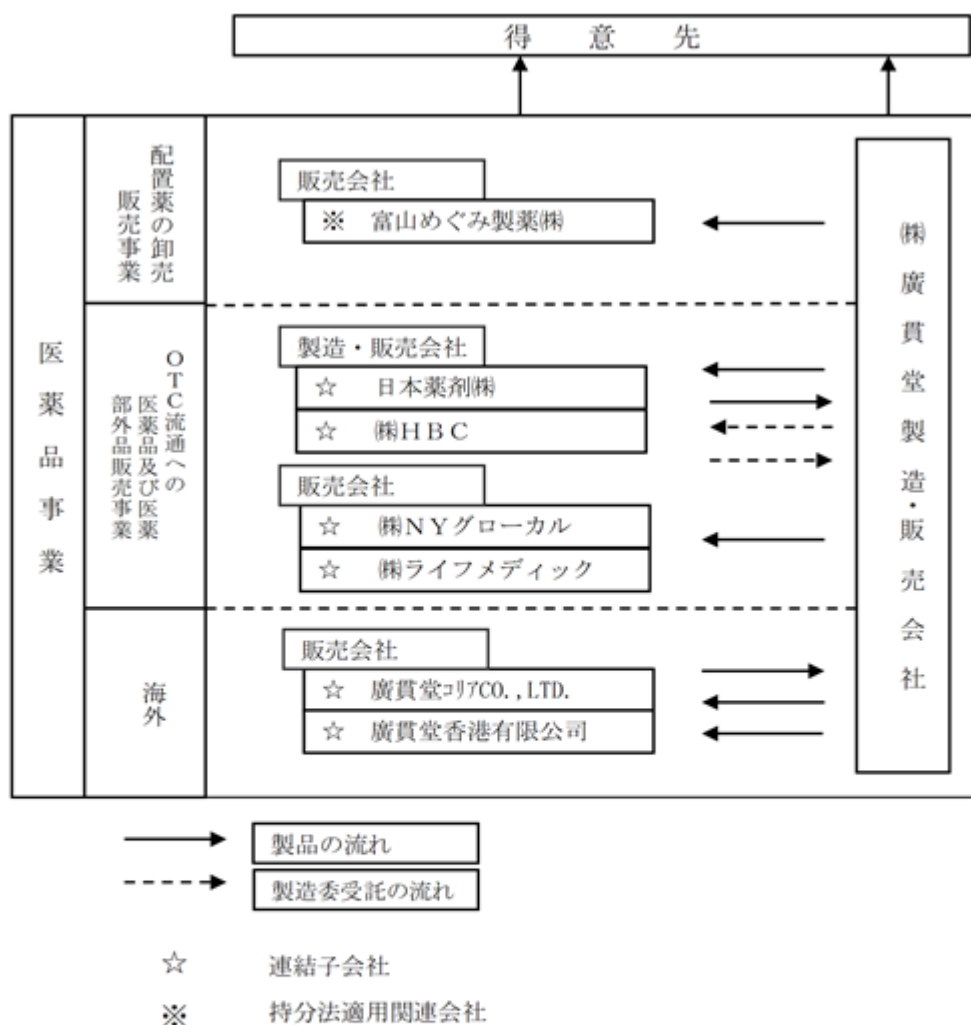 得意先
医薬品事業
配置薬の卸売
販売事業
販売会社
※ 富山めぐみ製薬㈱
OTC流通への
医薬品及び医薬
部外品販売事業
製造・販売会社
☆ 日本薬剤㈱
☆ ㈱HBC
販売会社
☆ ㈱NYグローカル
☆ ㈱ライフメディック
海外
販売会社
☆ 廣貫堂ｺﾘｱCO.,LTD.
☆ 廣貫堂香港有限公司
㈱廣貫堂製造・販売会社
製品の流れ
製造委受託の流れ
☆ 連結子会社
※ 持分法適用関連会社